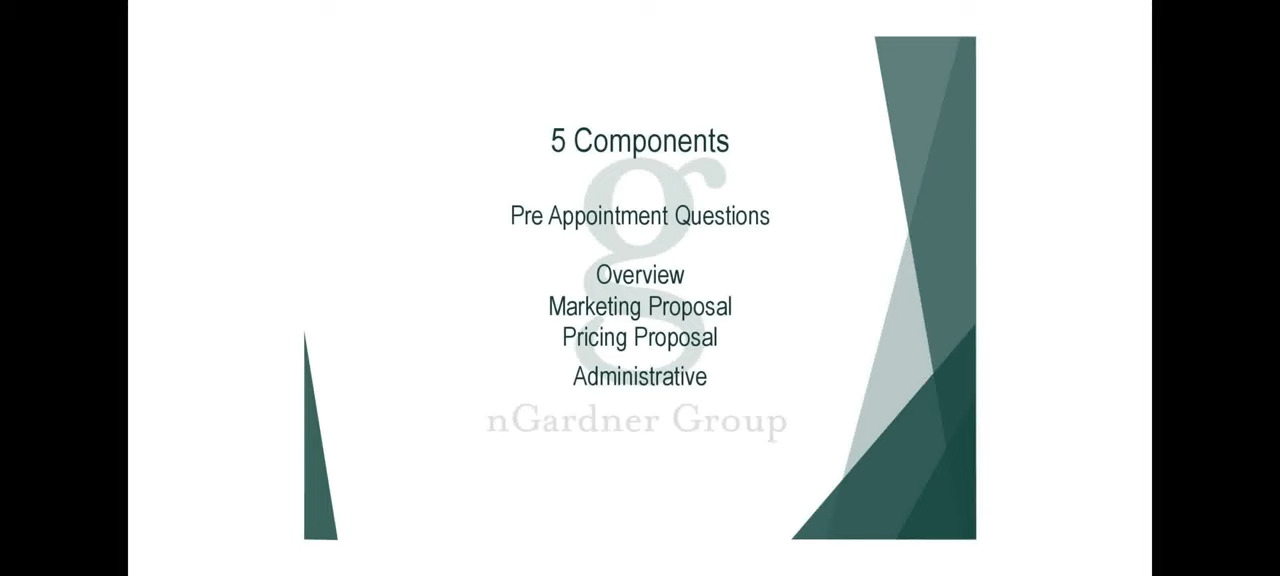 5 Components
Pre Appointment Questions
Overview
Marketing Proposal
Pricing Proposal
Administrative
nGardner Group